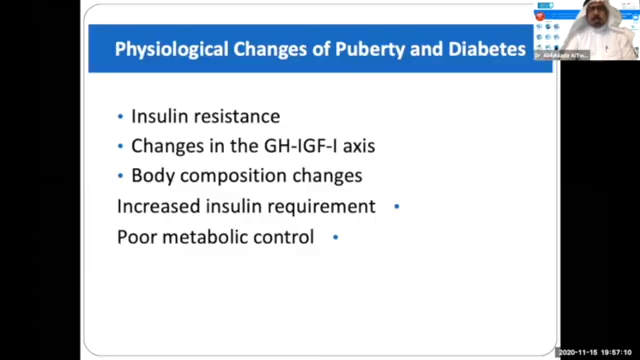 Physiological Changes of Puberty and Diabetes
• Insulin resistance
• Changes in the GH-IGF-I axis
• Body composition changes
Increased insulin requirement •
Poor metabolic control •
2020-11-15 19:57:10